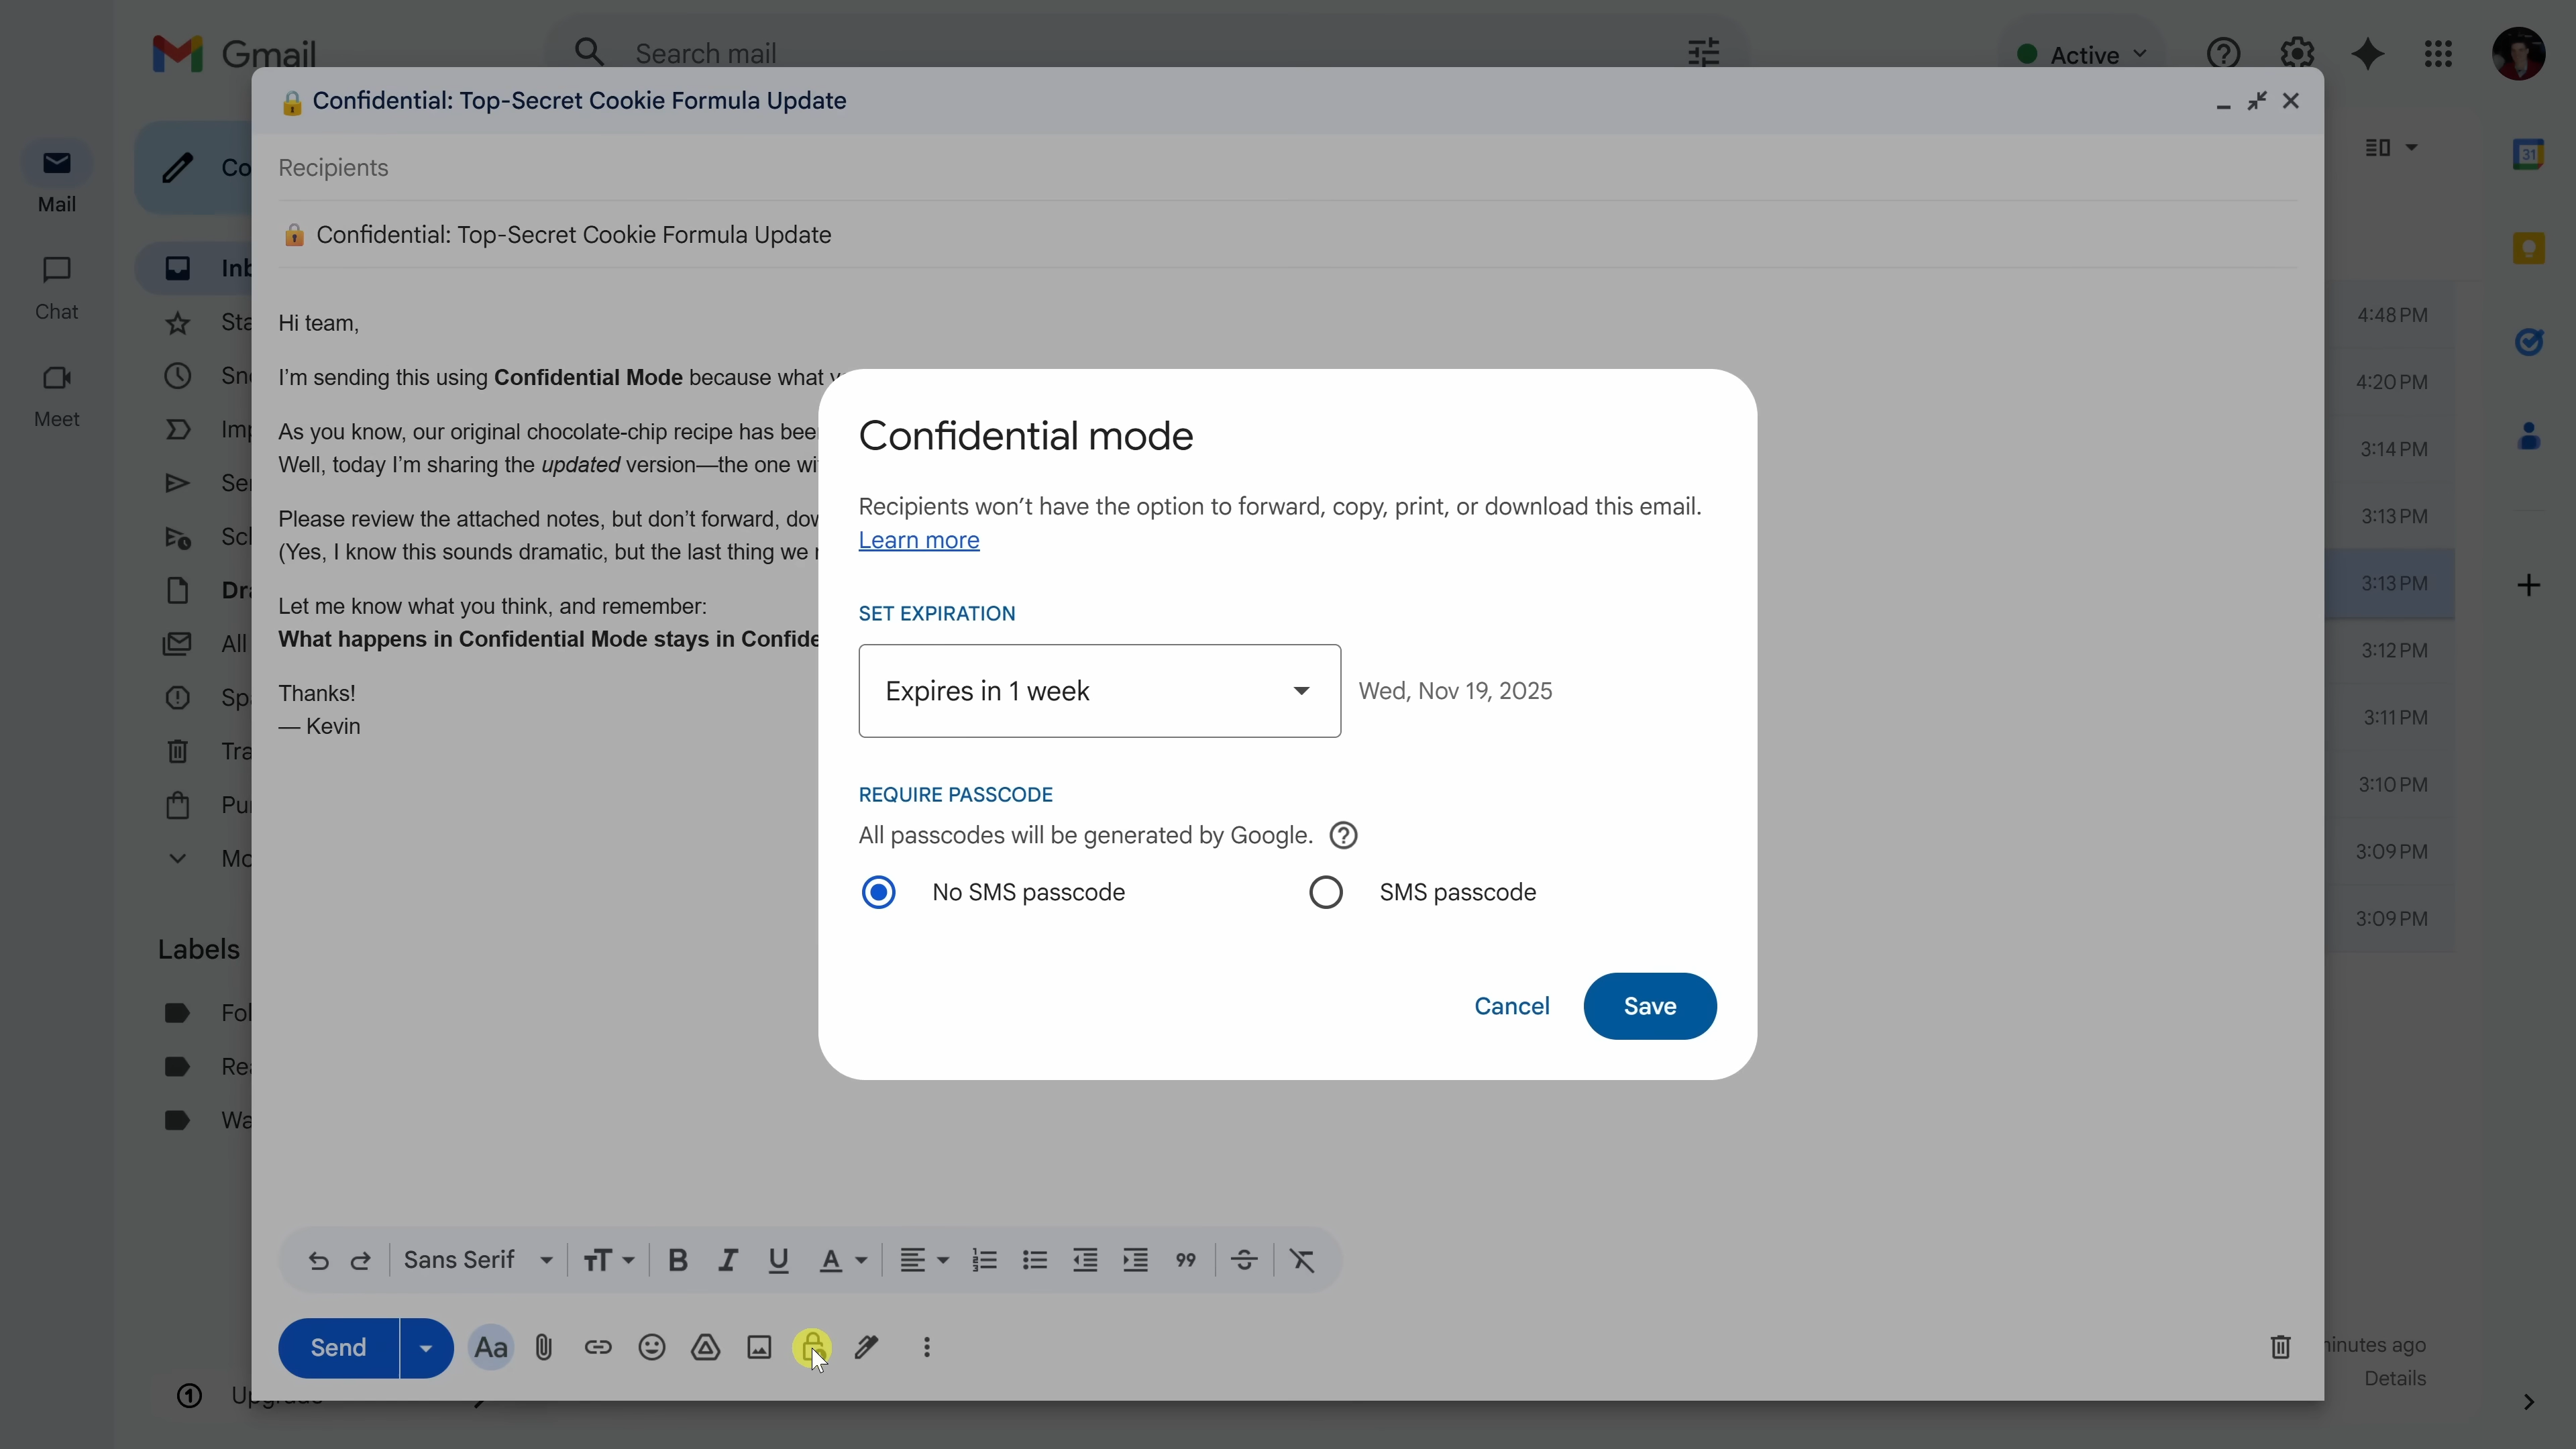 Gmail
Search mail
Active
🔒 Confidential: Top-Secret Cookie Formula Update
Mail
Chat
Meet
Recipients
🔒 Confidential: Top-Secret Cookie Formula Update
Hi team,
I'm sending this using Confidential Mode because what
As you know, our original chocolate-chip recipe has
Well, today I'm sharing the updated version—the one
Please review the attached notes, but don't forward,
(Yes, I know this sounds dramatic, but the last thing we
Let me know what you think, and remember:
What happens in Confidential Mode stays in
Thanks!
— Kevin
Confidential mode
Recipients won't have the option to forward, copy, print, or download this email.
Learn more
SET EXPIRATION
Expires in 1 week
Wed, Nov 19, 2025
REQUIRE PASSCODE
All passcodes will be generated by Google.
No SMS passcode
SMS passcode
Cancel
Save
All
Labels
31
4:48 PM
4:20 PM
3:14 PM
3:13 PM
3:13 PM
3:12 PM
3:11 PM
3:10 PM
3:09 PM
3:09 PM
Sans Serif
Send
Aa
minutes ago
Details